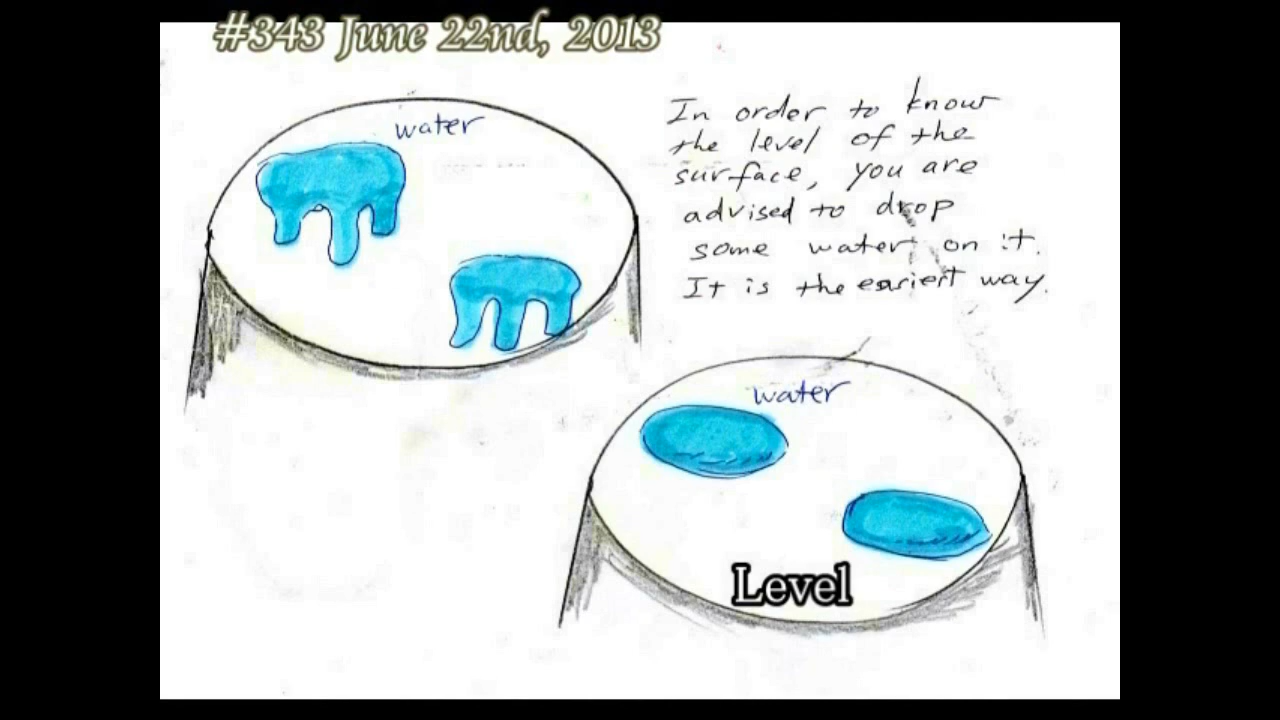 #343 June 22nd, 2013
water
In order to know
the level of the
surface, you are
advised to drop
some water on it.
It is the easiert way.
water
Level